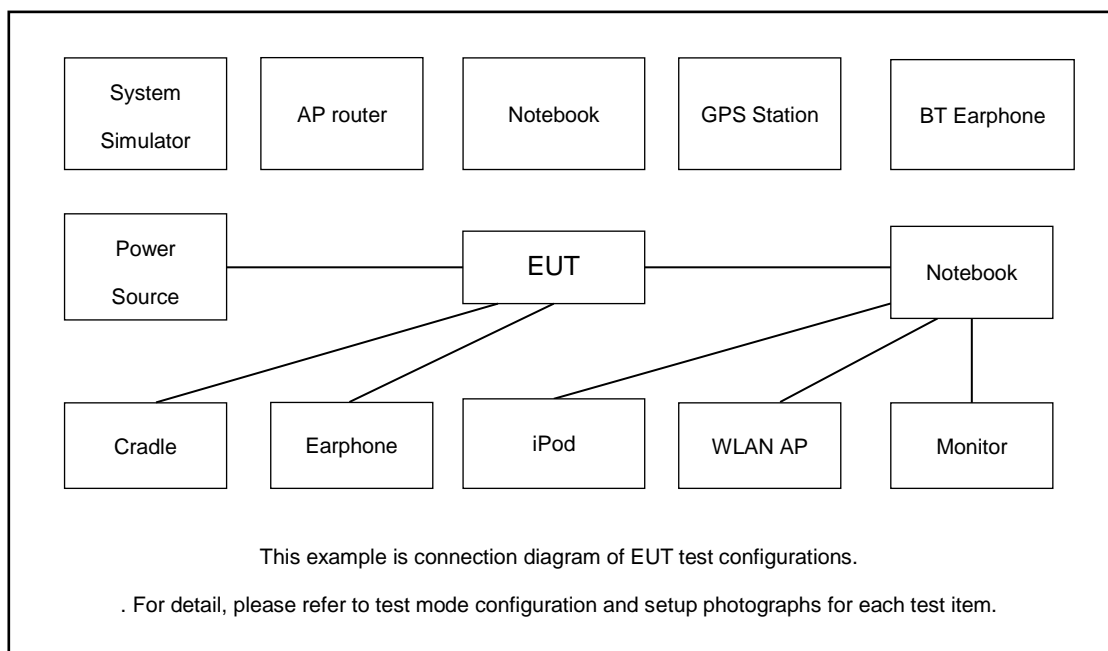 System
Simulator
AP router
Notebook
GPS Station
BT Earphone
Power
Source
EUT
Notebook
Cradle
Earphone
iPod
WLAN AP
Monitor
This example is connection diagram of EUT test configurations.
. For detail, please refer to test mode configuration and setup photographs for each test item.